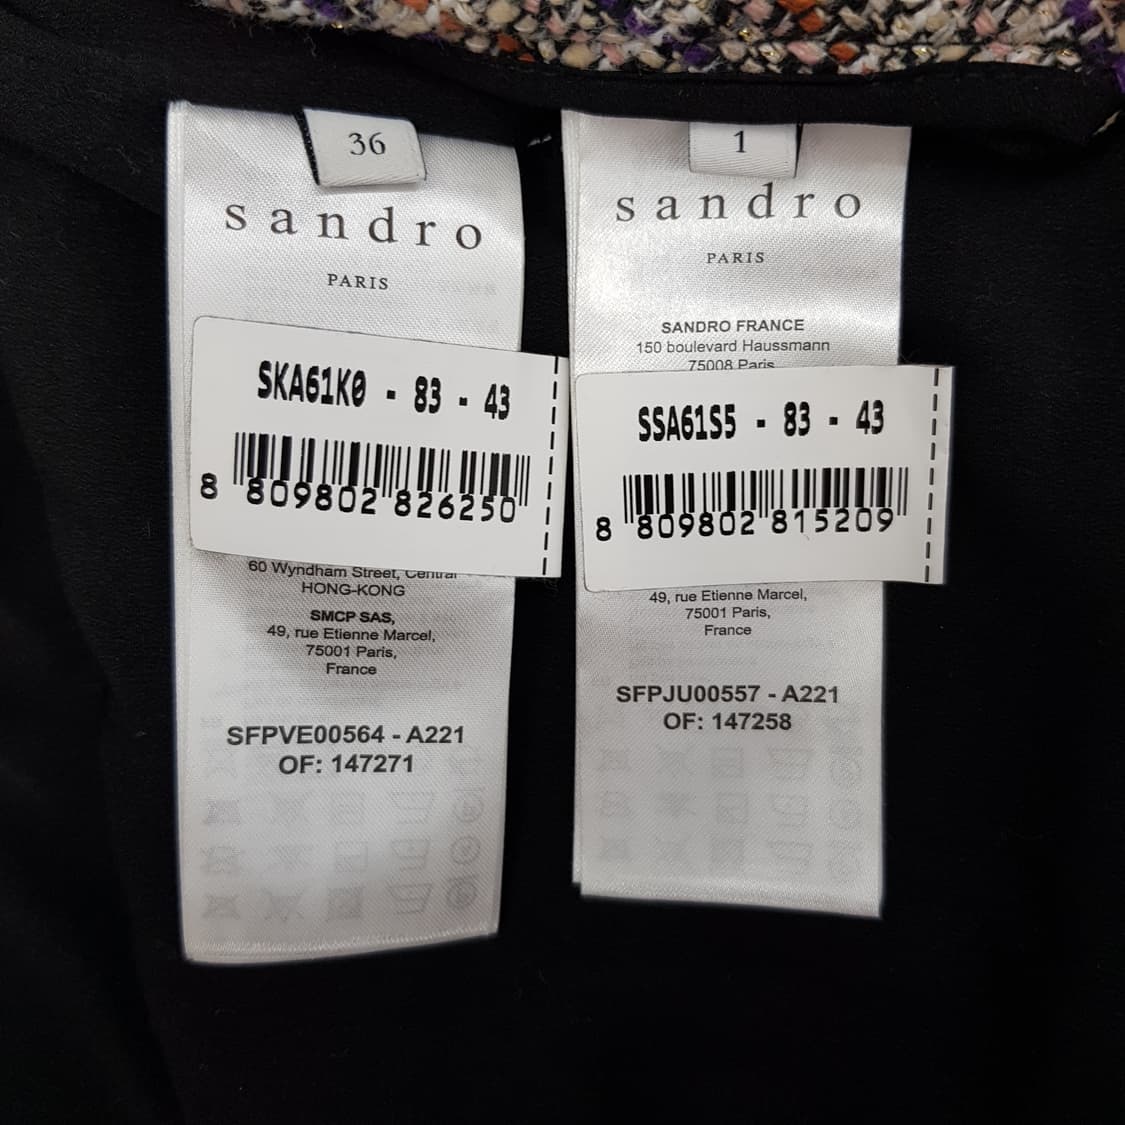 36
sandro
PARIS
SKA61K0 - 83 - 43
8 809802 826250
60 Wyndham Street, Central
HONG-KONG
SMCP SAS,
49, rue Etienne Marcel,
75001 Paris,
France
SFPVE00564 - A221
OF: 147271
1
sandro
PARIS
SANDRO FRANCE
150 boulevard Haussmann
75008 Paris
SSA61S5 - 83 - 43
8 809802 815209
49, rue Etienne Marcel,
75001 Paris,
France
SFPJU00557 - A221
OF: 147258